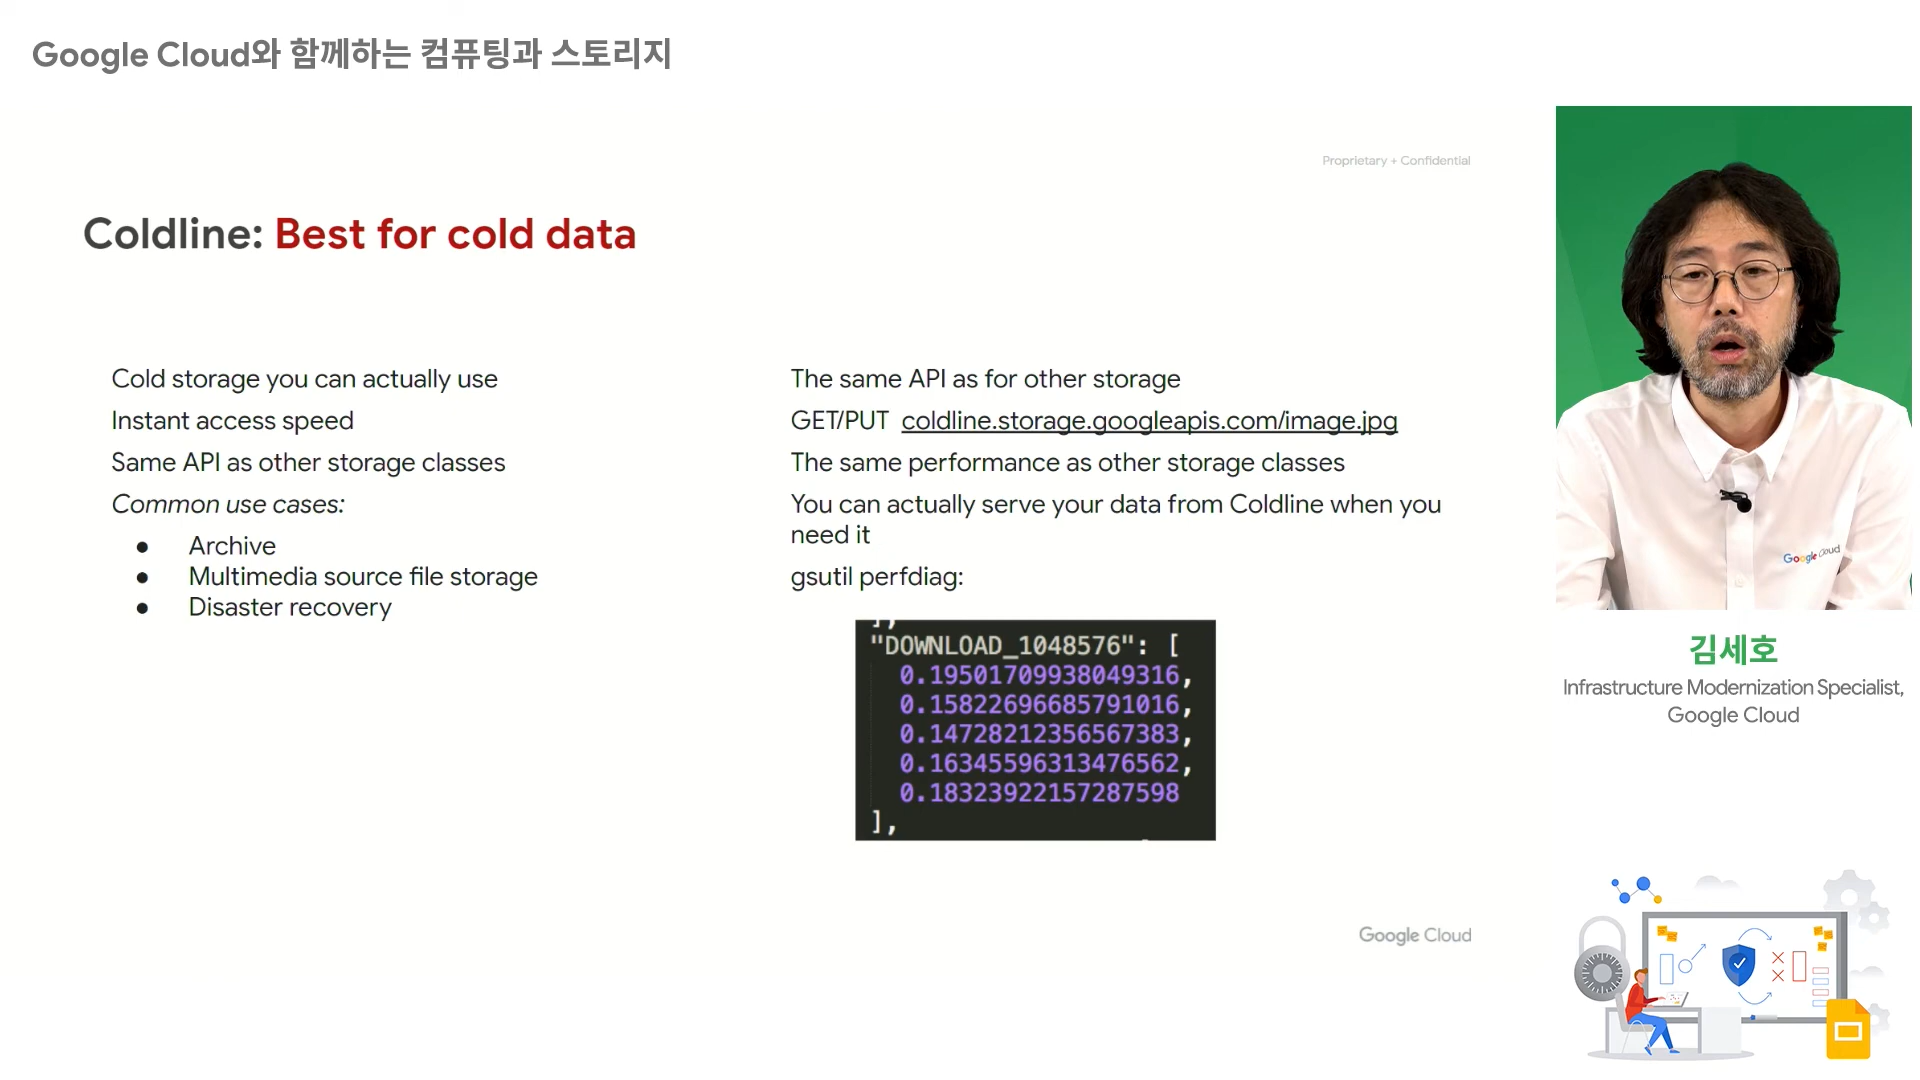 Google Cloud와 함께하는 컴퓨팅과 스토리지
Proprietary + Confidential
Coldline: Best for cold data
Cold storage you can actually use
Instant access speed
Same API as other storage classes
Common use cases:
● Archive
● Multimedia source file storage
● Disaster recovery
The same API as for other storage
GET/PUT coldline.storage.googleapis.com/image.jpg
The same performance as other storage classes
You can actually serve your data from Coldline when you
need it
gsutil perfdiag:
],
"DOWNLOAD_1048576": [
0.19501709938049316,
0.15822696685791016,
0.14728212356567383,
0.16345596313476562,
0.18323922157287598
],
Google Cloud
Google Cloud
김세호
Infrastructure Modernization Specialist,
Google Cloud